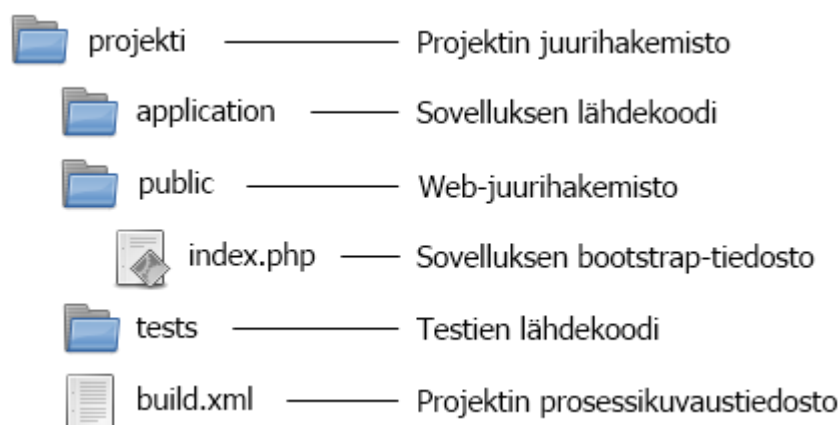 projekti Projektin juurihakemisto
application Sovelluksen lähdekoodi
public Web-juurihakemisto
index.php Sovelluksen bootstrap-tiedosto
tests Testien lähdekoodi
build.xml Projektin prosessikuvaustiedosto